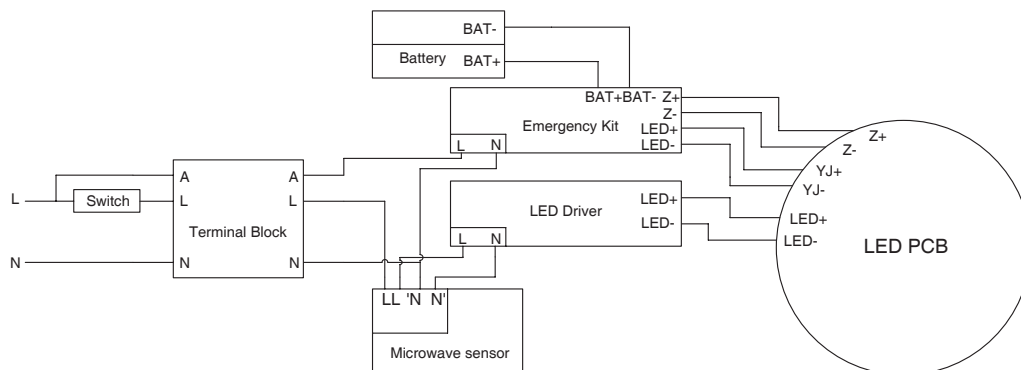 BAT-
Battery BAT+
BAT+BAT- Z+
Emergency Kit Z-
LED+
L N LED-
Z+
Z-
YJ+
YJ-
LED+
LED-
LED PCB
A A
L Switch L L
Terminal Block
N N N
LED+
LED Driver
LED-
L N
LL 'N N'
Microwave sensor